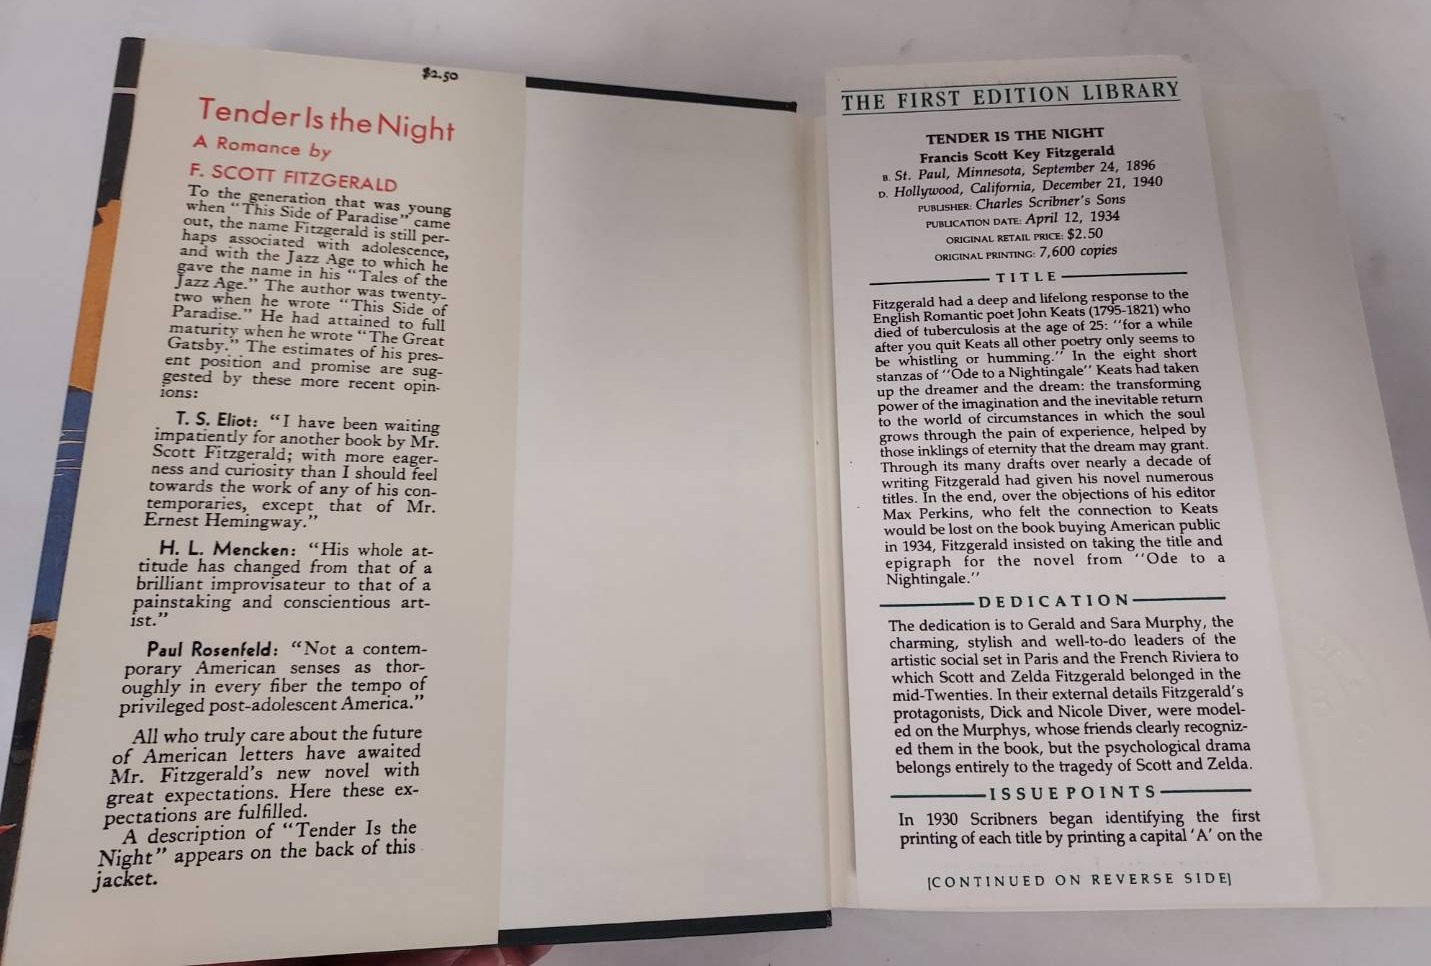 $2.50
Tender Is the Night
A Romance by
F. SCOTT FITZGERALD
To the generation that was young
when "This Side of Paradise" came
out, the name Fitzgerald is still per-
haps associated with adolescence,
and with the Jazz Age to which he
gave the name in his "Tales of the
Jazz Age." The author was twenty-
two when he wrote "This Side of
Paradise." He had attained to full
maturity when he wrote "The Great
Gatsby." The estimates of his pres-
ent position and promise are sug-
gested by these more recent opin-
ions:
T. S. Eliot: "I have been waiting
impatiently for another book by Mr.
Scott Fitzgerald; with more eager-
ness and curiosity than I should feel
towards the work of any of his con-
temporaries, except that of Mr.
Ernest Hemingway."
H. L. Mencken: "His whole at-
titude has changed from that of a
brilliant improvisateur to that of a
painstaking and conscientious art-
ist."
Paul Rosenfeld: "Not a contem-
porary American senses as thor-
oughly in every fiber the tempo of
privileged post-adolescent America."
All who truly care about the future
of American letters have awaited
Mr. Fitzgerald's new novel with
great expectations. Here these ex-
pectations are fulfilled.
A description of "Tender Is the
Night" appears on the back of this
jacket.
THE FIRST EDITION LIBRARY
TENDER IS THE NIGHT
Francis Scott Key Fitzgerald
B. St. Paul, Minnesota, September 24, 1896
D. Hollywood, California, December 21, 1940
PUBLISHER: Charles Scribner's Sons
PUBLICATION DATE: April 12, 1934
ORIGINAL RETAIL PRICE: $2.50
ORIGINAL PRINTING: 7,600 copies
TITLE
Fitzgerald had a deep and lifelong response to the
English Romantic poet John Keats (1795-1821) who
died of tuberculosis at the age of 25: ''for a while
after you quit Keats all other poetry only seems to
be whistling or humming.'' In the eight short
stanzas of ''Ode to a Nightingale'' Keats had taken
up the dreamer and the dream: the transforming
power of the imagination and the inevitable return
to the world of circumstances in which the soul
grows through the pain of experience, helped by
those inklings of eternity that the dream may grant.
Through its many drafts over nearly a decade of
writing Fitzgerald had given his novel numerous
titles. In the end, over the objections of his editor
Max Perkins, who felt the connection to Keats
would be lost on the book buying American public
in 1934, Fitzgerald insisted on taking the title and
epigraph for the novel from ''Ode to a
Nightingale.''
DEDICATION
The dedication is to Gerald and Sara Murphy, the
charming, stylish and well-to-do leaders of the
artistic social set in Paris and the French Riviera to
which Scott and Zelda Fitzgerald belonged in the
mid-Twenties. In their external details Fitzgerald's
protagonists, Dick and Nicole Diver, were model-
ed on the Murphys, whose friends clearly recogniz-
ed them in the book, but the psychological drama
belongs entirely to the tragedy of Scott and Zelda.
ISSUE POINTS
In 1930 Scribners began identifying the first
printing of each title by printing a capital 'A' on the
[CONTINUED ON REVERSE SIDE]